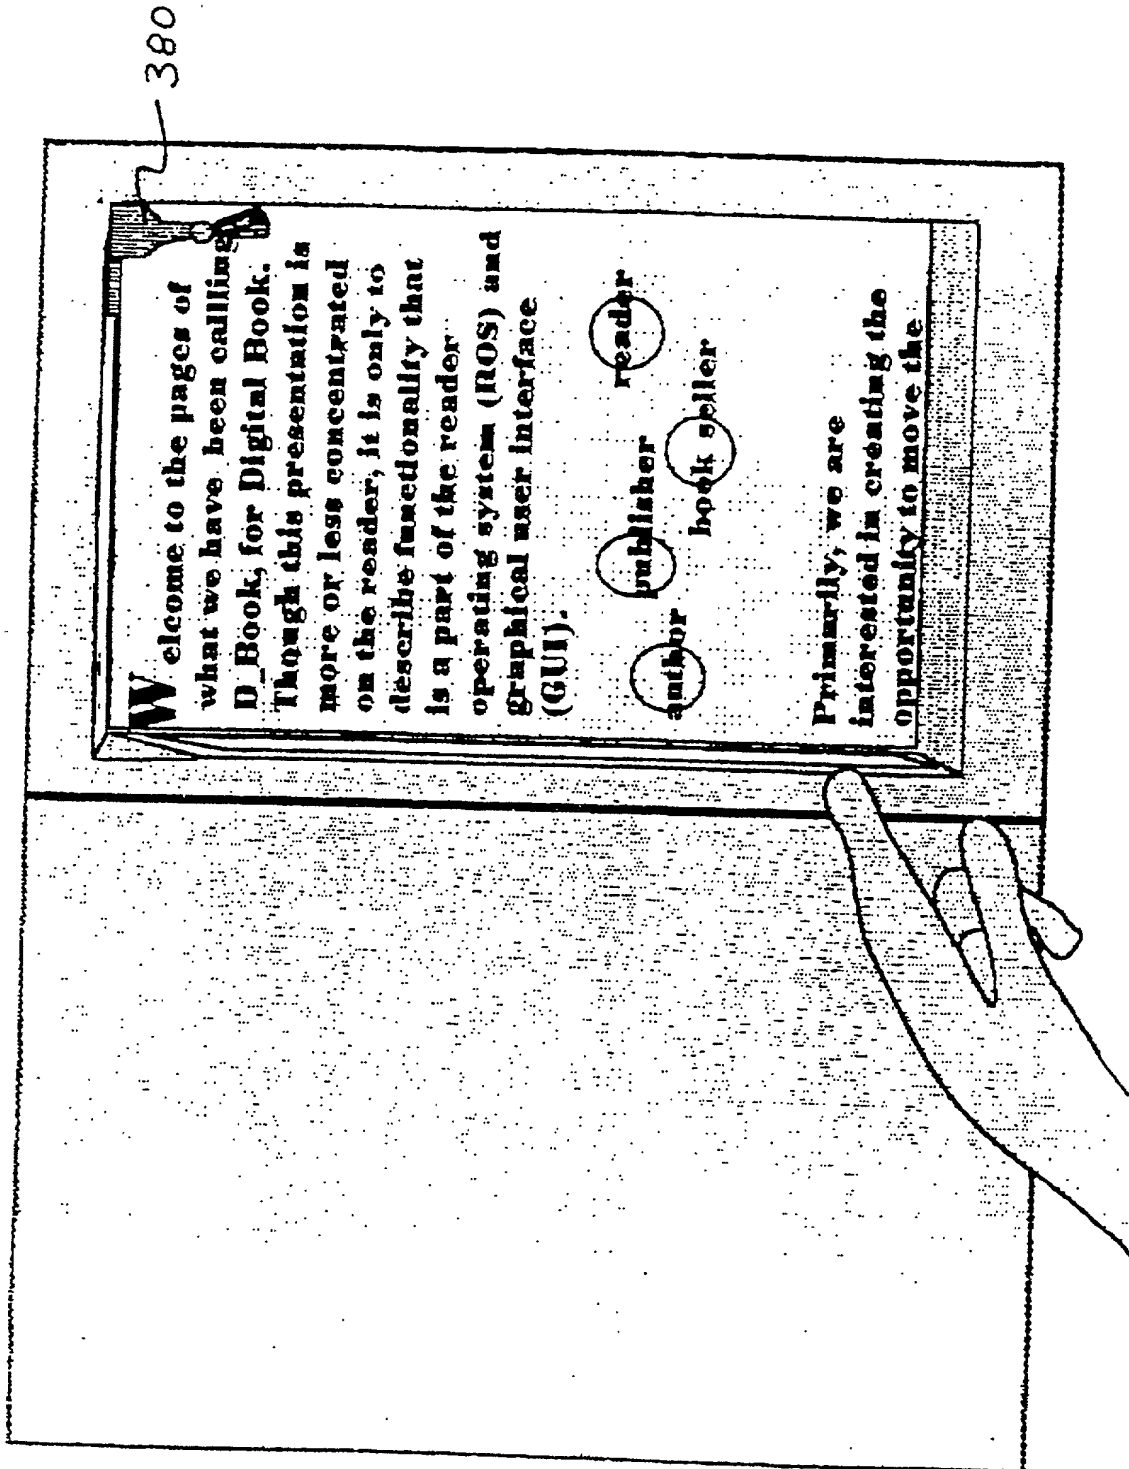 380
Welcome to the pages of
what we have been callling
D_Book, for Digital Book.
Though this presentation is
more or less concentrated
on the reader, it is only to
describe functionality that
is a part of the reader
operating system (ROS) and
graphical user interface
(GUI).
author
publisher
book seller
reader
Primarily, we are
interested in creating the
opportunity to move the